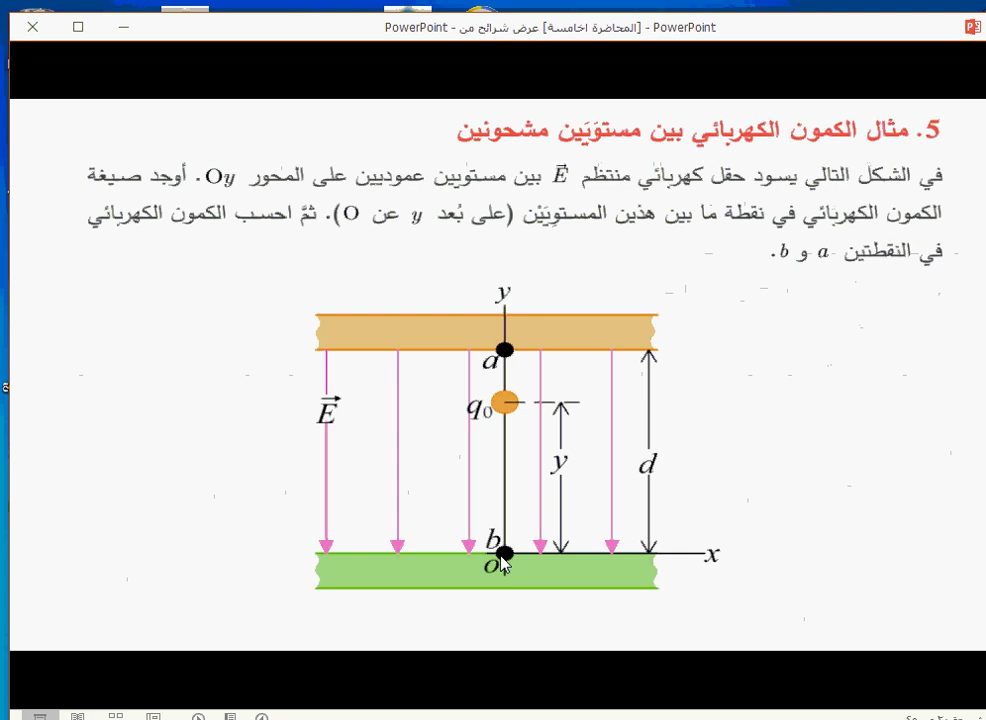 PowerPoint - [المحاضرة اخامسة] عرض شرائح من - PowerPoint
5. مثال الكمون الكهربائي بين مستوَيَين مشحونين
في الشكل التالي يسود حقل كهربائي منتظم E⃗ بين مستويين عموديين على المحور Oy. أوجد صيغة
الكمون الكهربائي في نقطة مَا بين هذين المستويَيْن (على بُعد y عن O). ثمَّ احسب الكمون الكهربائي
في النقطتين a و b.
y
a
q₀
E⃗
y
d
b
x
o